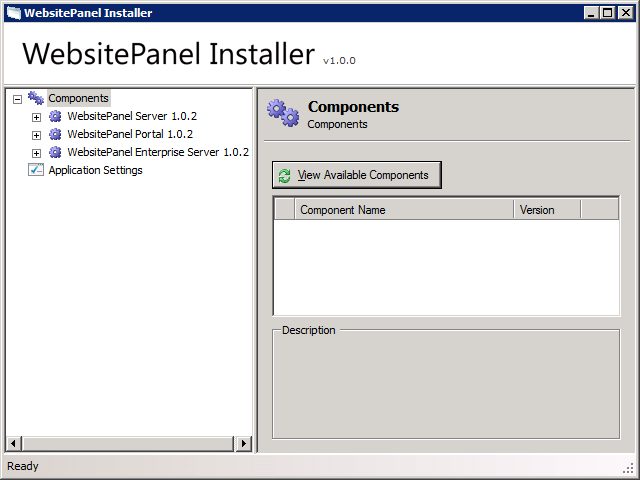 WebsitePanel Installer
WebsitePanel Installer v1.0.0
Components
WebsitePanel Server 1.0.2
WebsitePanel Portal 1.0.2
WebsitePanel Enterprise Server 1.0.2
Application Settings
Components
Components
View Available Components
Component Name Version
Description
Ready